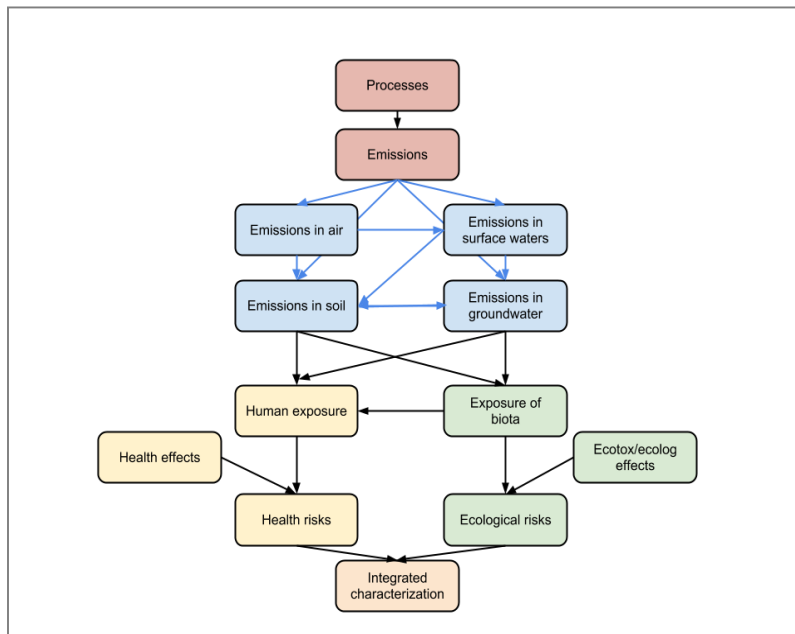 Processes
Emissions
Emissions in air
Emissions in
surface waters
Emissions in soil
Emissions in
groundwater
Human exposure
Exposure of
biota
Health effects
Ecotox/ecolog
effects
Health risks
Ecological risks
Integrated
characterization